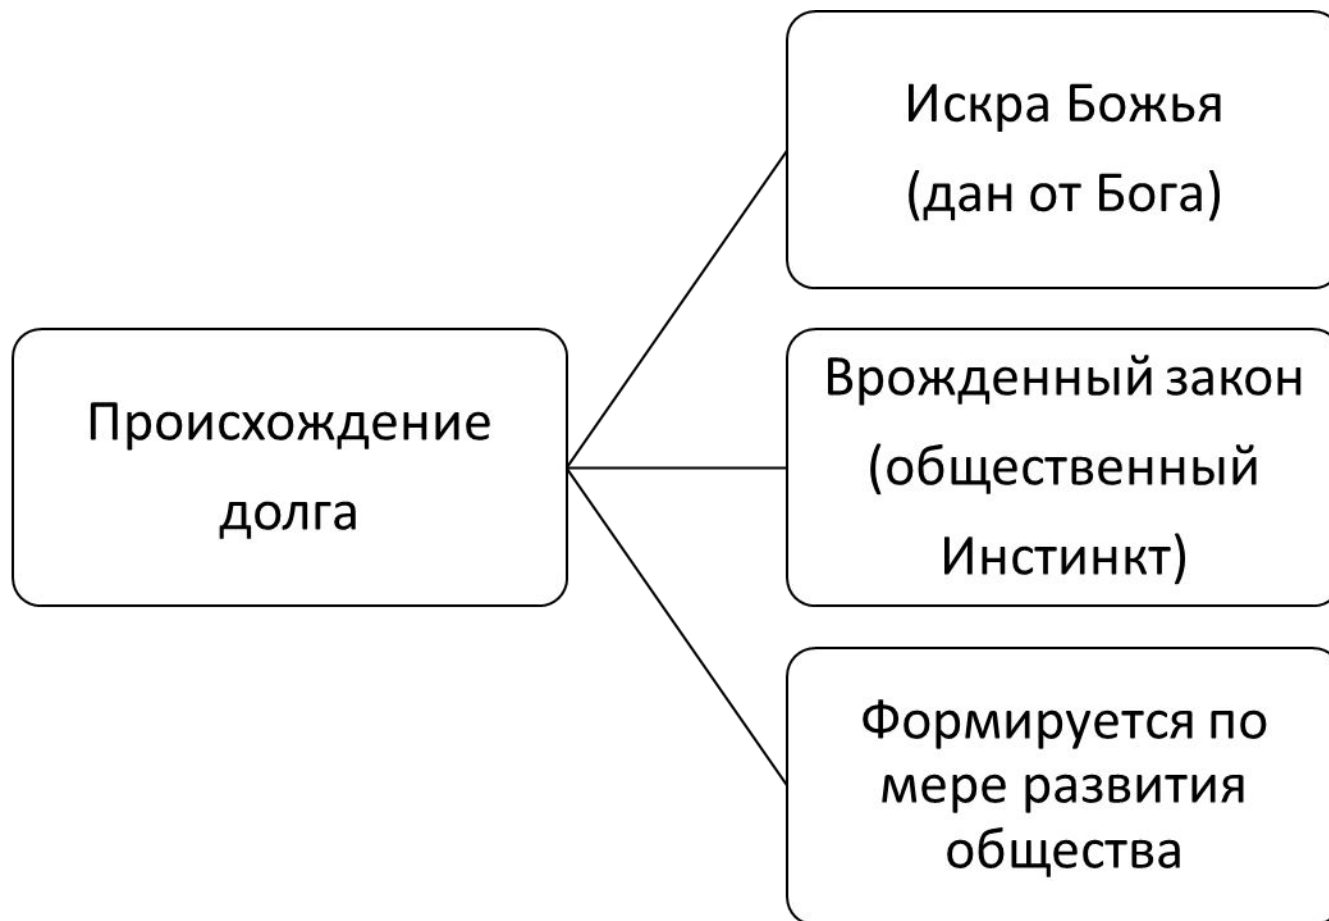 Искра Божья
(дан от Бога)
Происхождение
долга
Врожденный закон
(общественный
Инстинкт)
Формируется по
мере развития
общества